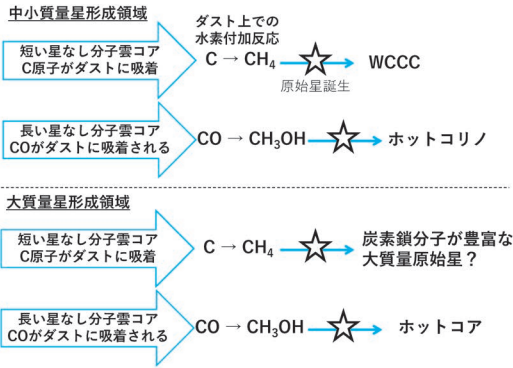 中小質量星形成領域
短い星なし分子雲コア
C原子がダストに吸着
ダスト上での
水素付加反応
C → CH₄
原始星誕生
WCCC
長い星なし分子雲コア
COがダストに吸着される
CO → CH₃OH
ホットコリノ
大質量星形成領域
短い星なし分子雲コア
C原子がダストに吸着
C → CH₄
炭素鎖分子が豊富な
大質量原始星？
長い星なし分子雲コア
COがダストに吸着される
CO → CH₃OH
ホットコア